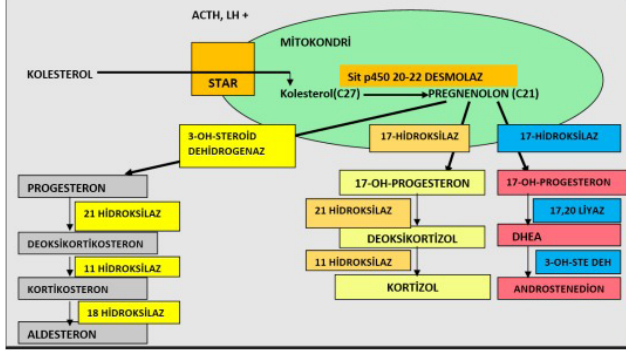 ACTH, LH +
MİTOKONDRİ
KOLESTEROL
STAR
Sit p450 20-22 DESMOLAZ
Kolesterol(C27)
PREGNENOLON (C21)
3-OH-STEROİD
DEHİDROGENAZ
17-HİDROKSİLAZ
17-HİDROKSİLAZ
PROGESTERON
17-OH-PROGESTERON
17-OH-PROGESTERON
21 HİDROKSİLAZ
21 HİDROKSİLAZ
17,20 LİYAZ
DEOKSİKORTİKOSTERON
DEOKSİKORTİZOL
DHEA
11 HİDROKSİLAZ
11 HİDROKSİLAZ
3-OH-STE DEH
KORTİKOSTERON
KORTİZOL
ANDROSTENEDİON
18 HİDROKSİLAZ
ALDESTERON